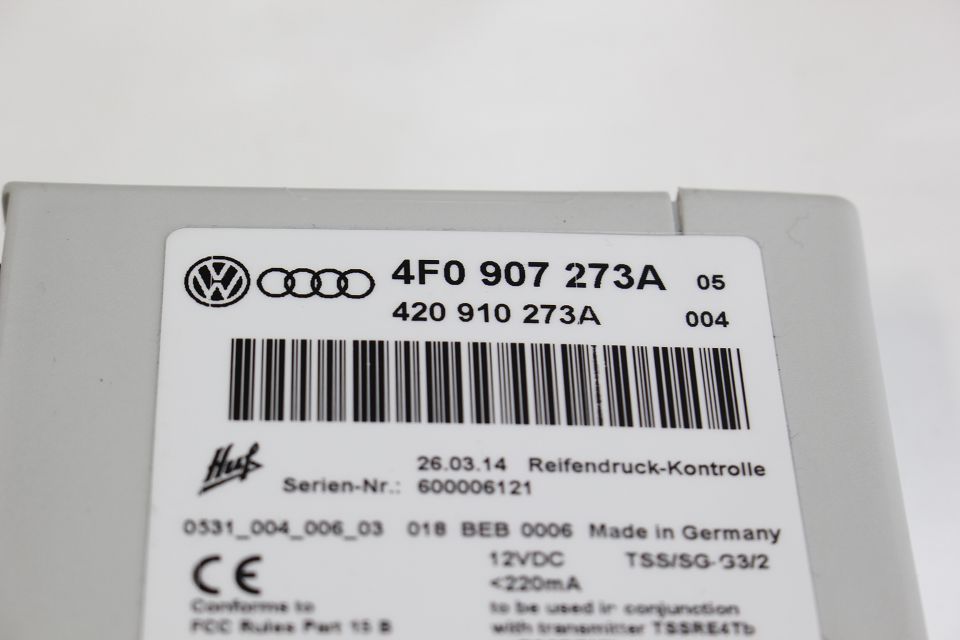 4F0 907 273A 05
420 910 273A 004
Huf
26.03.14 Reifendruck-Kontrolle
Serien-Nr.: 600006121
0531_004_006_03 018 BEB 0006 Made in Germany
CE 12VDC TSS/SG-G3/2
<220mA
Conforms to to be used in conjunction
FCC Rules Part 15 B with transmitter TSSRE4Tb